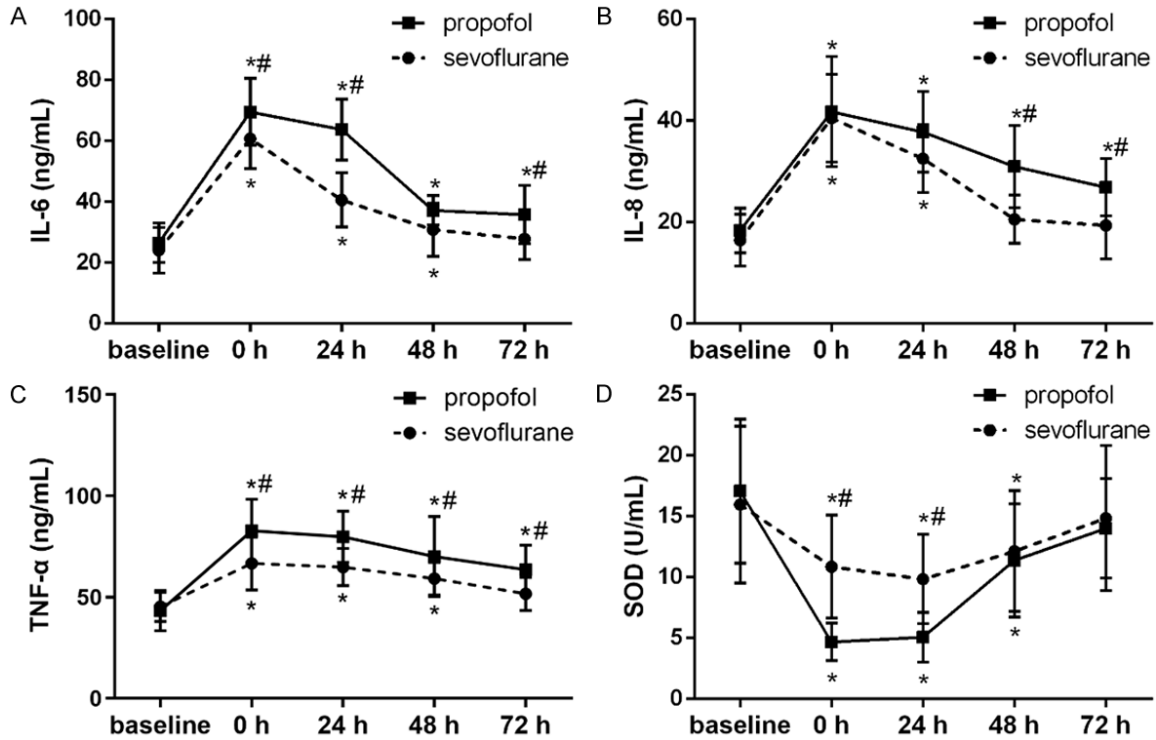 A
IL-6 (ng/mL)
100
80
60
40
20
0
propofol
sevoflurane
*#
*#
*
*#
*
*
*
baseline 0 h 24 h 48 h 72 h
B
IL-8 (ng/mL)
60
40
20
0
propofol
sevoflurane
*
*
*#
*#
*
*
baseline 0 h 24 h 48 h 72 h
C
TNF-α (ng/mL)
150
100
50
0
propofol
sevoflurane
*#
*#
*#
*#
*
*
*
baseline 0 h 24 h 48 h 72 h
D
SOD (U/mL)
25
20
15
10
5
0
propofol
sevoflurane
*#
*#
*
*
*
*
baseline 0 h 24 h 48 h 72 h